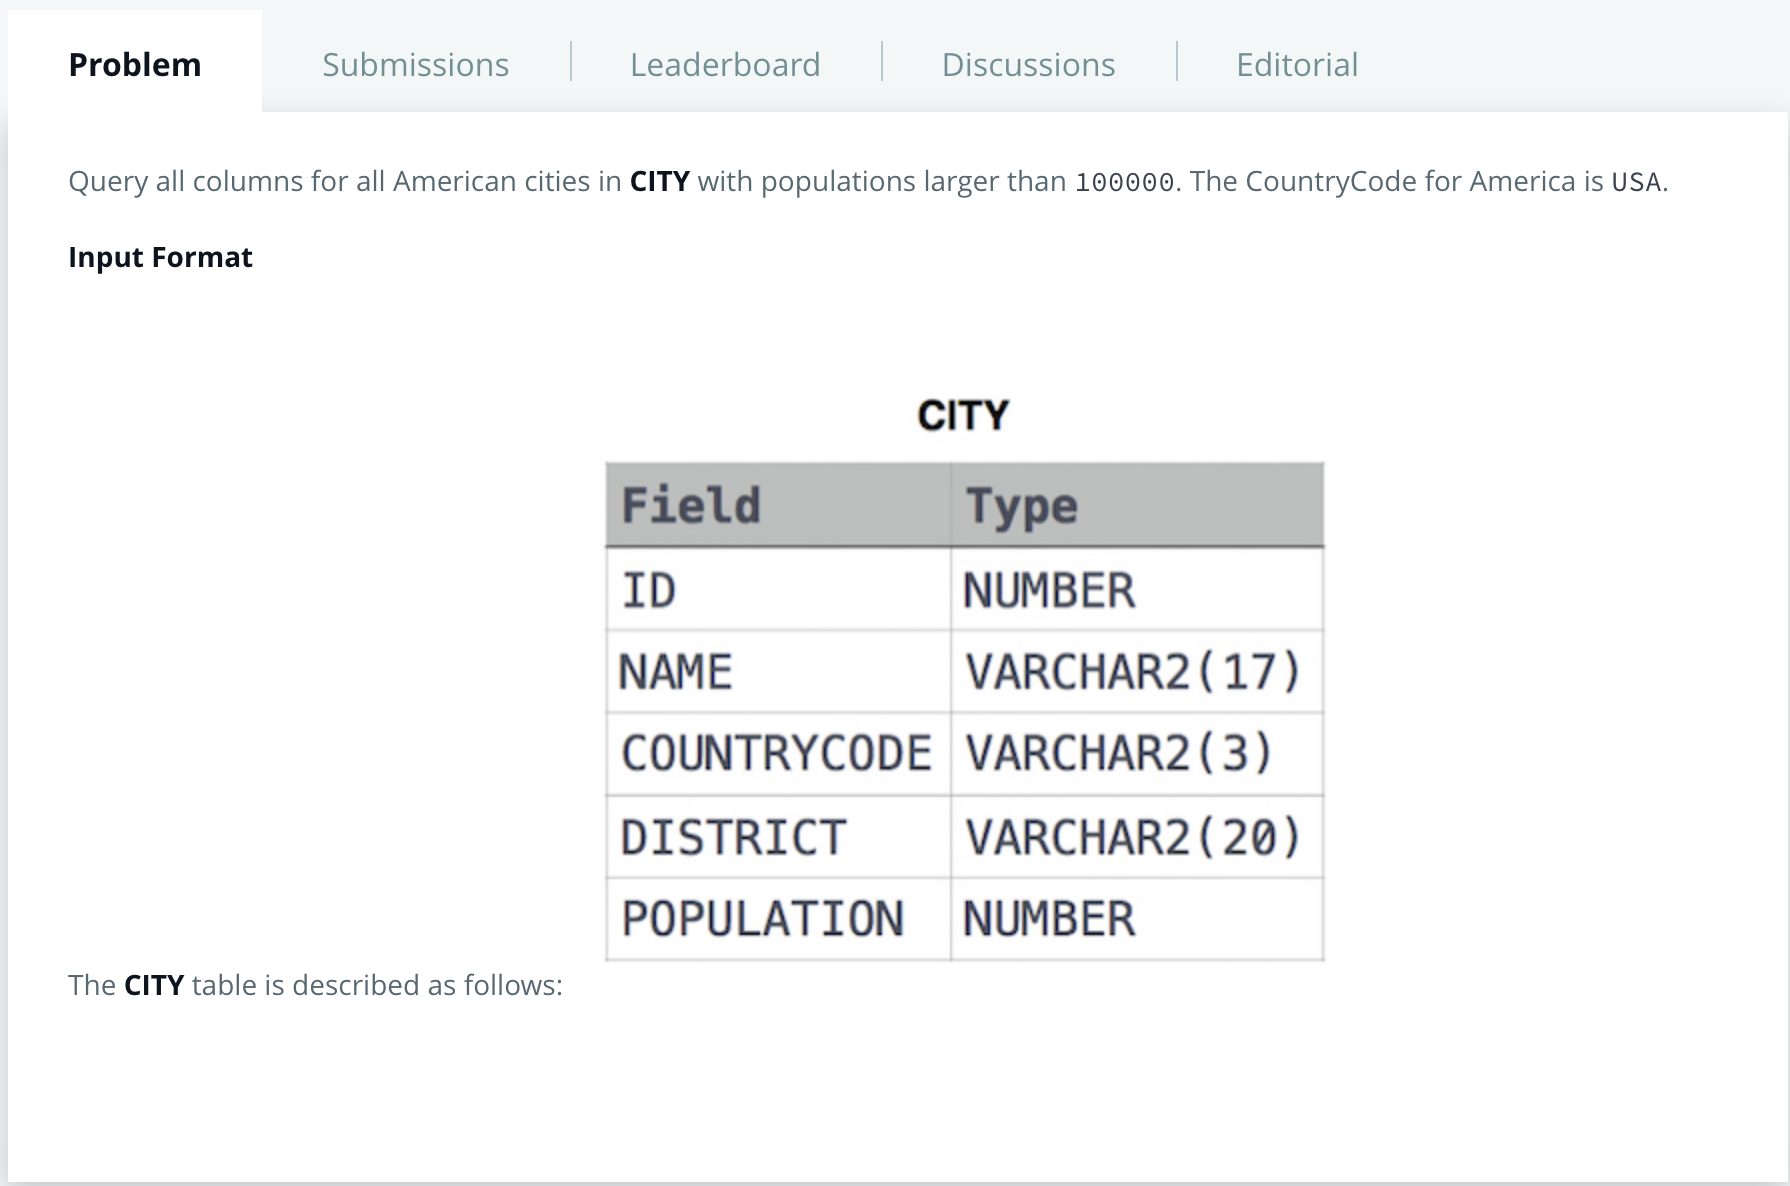 Problem
Submissions
Leaderboard
Discussions
Editorial
Query all columns for all American cities in CITY with populations larger than 100000. The CountryCode for America is USA.
Input Format
CITY
Field Type
ID NUMBER
NAME VARCHAR2(17)
COUNTRYCODE VARCHAR2(3)
DISTRICT VARCHAR2(20)
POPULATION NUMBER
The CITY table is described as follows: